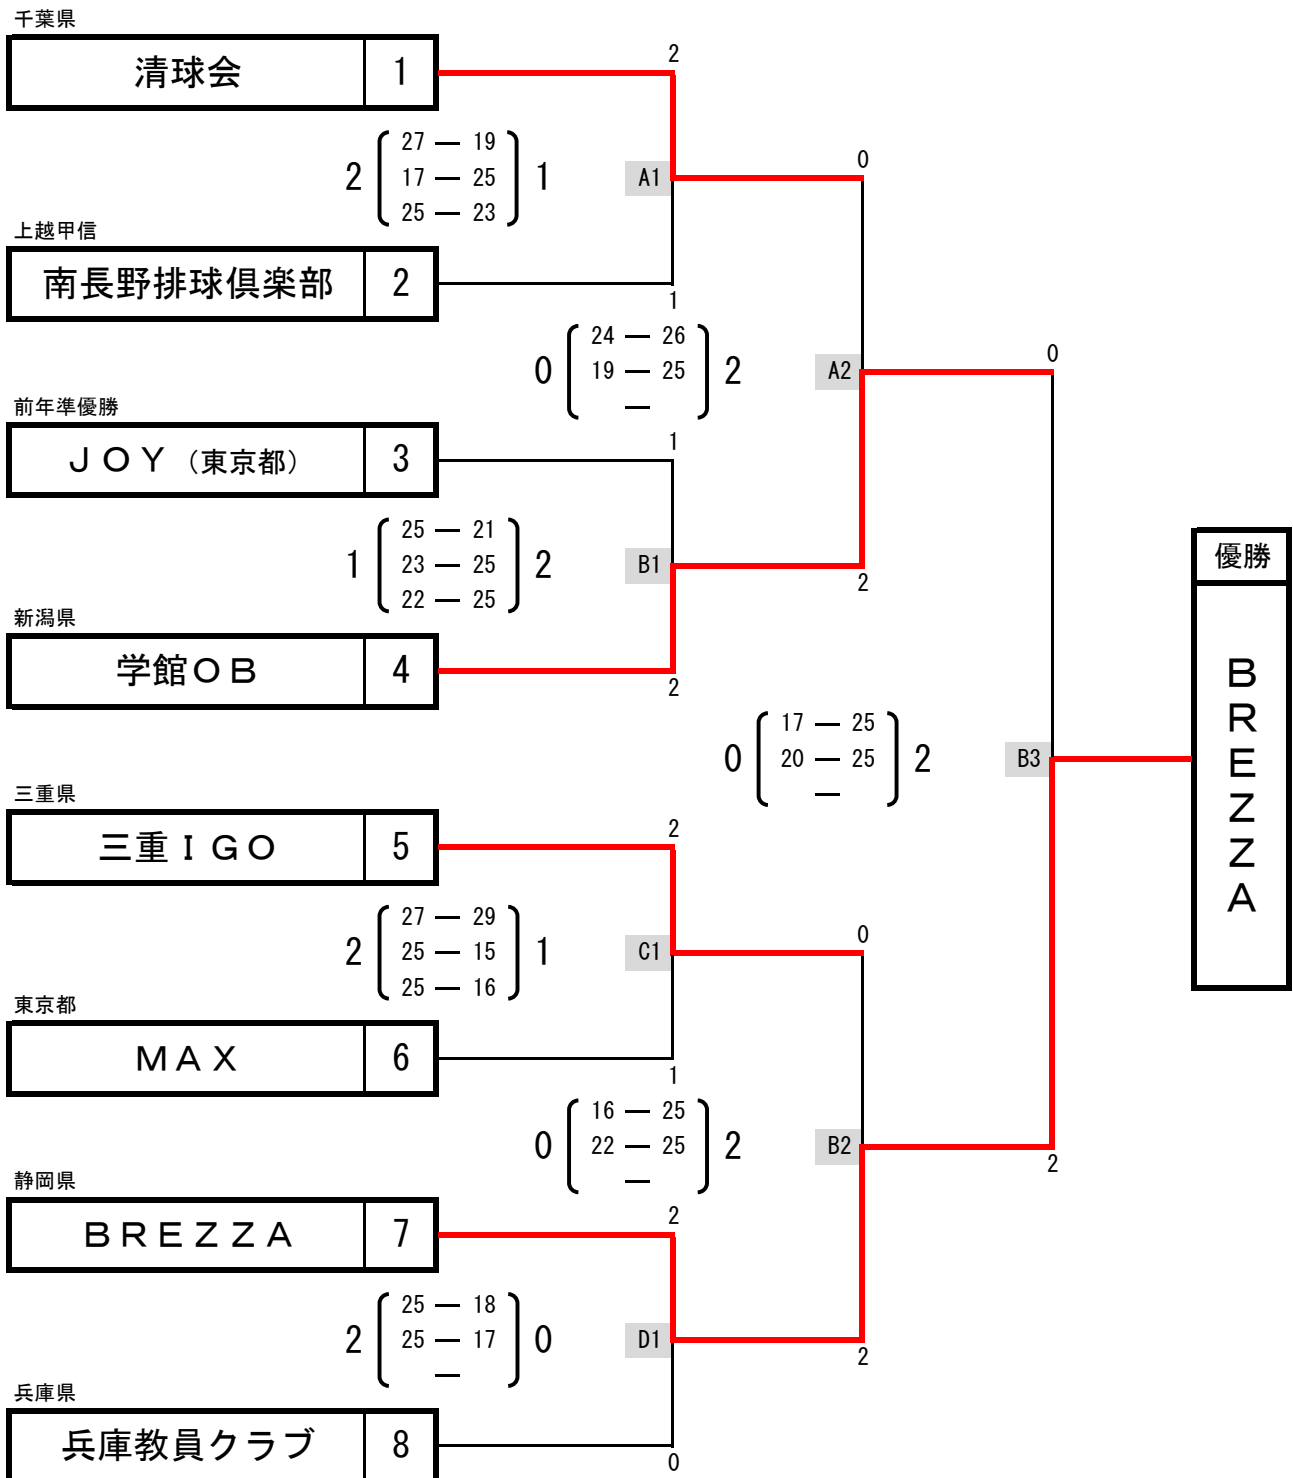 千葉県
清球会 1
2
27 — 19
2 17 — 25 1
25 — 23
A1
0
上越甲信
南長野排球倶楽部 2
1
24 — 26
0 19 — 25 2
—
A2
0
前年準優勝
JOY（東京都） 3
1
25 — 21
1 23 — 25 2
22 — 25
B1
2
新潟県
学館OB 4
2
優勝
BREZZA
17 — 25
0 20 — 25 2
—
B3
三重県
三重IGO 5
2
27 — 29
2 25 — 15 1
25 — 16
C1
0
東京都
MAX 6
1
16 — 25
0 22 — 25 2
—
B2
2
静岡県
BREZZA 7
2
25 — 18
2 25 — 17 0
—
D1
2
兵庫県
兵庫教員クラブ 8
0